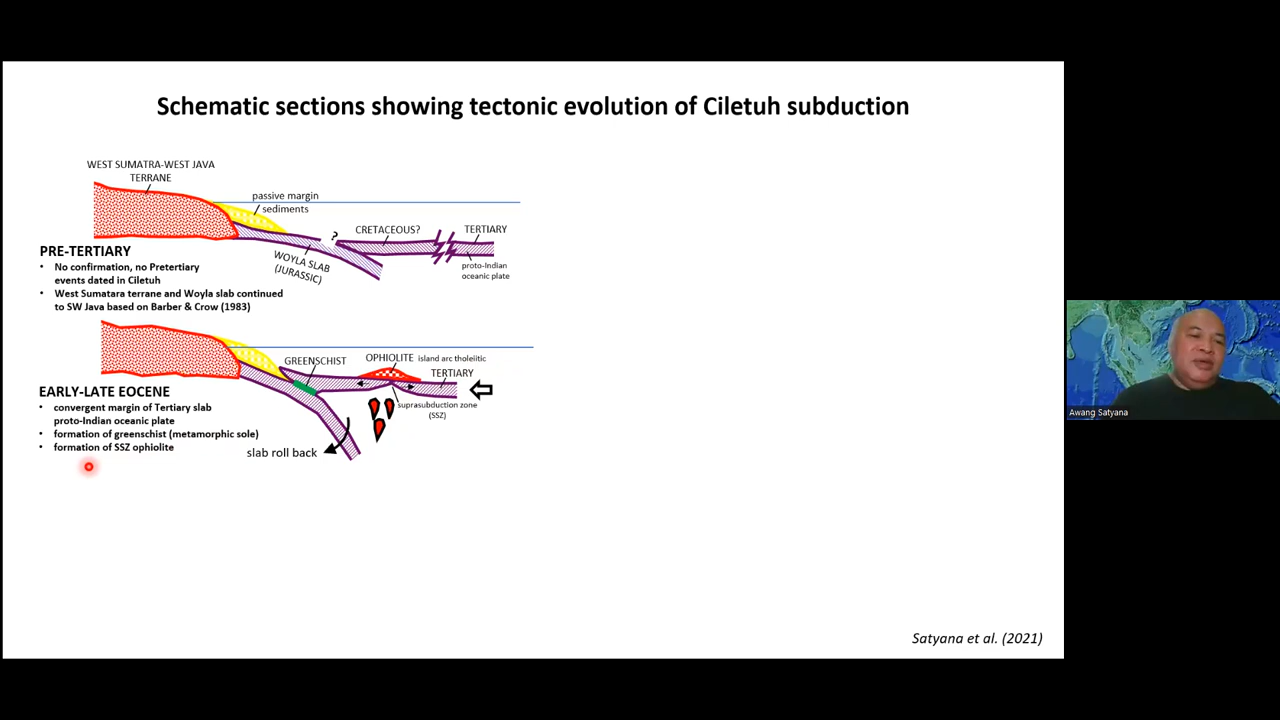 Schematic sections showing tectonic evolution of Ciletuh subduction
WEST SUMATRA-WEST JAVA
TERRANE
passive margin
sediments
?
CRETACEOUS?
TERTIARY
WOYLA SLAB
(JURASSIC)
proto-Indian
oceanic plate
PRE-TERTIARY
• No confirmation, no Pretertiary
events dated in Ciletuh
• West Sumatara terrane and Woyla slab continued
to SW Java based on Barber & Crow (1983)
GREENSCHIST
OPHIOLITE island arc tholeiitic
TERTIARY
suprasubduction zone
(SSZ)
slab roll back
EARLY-LATE EOCENE
• convergent margin of Tertiary slab
proto-Indian oceanic plate
• formation of greenschist (metamorphic sole)
• formation of SSZ ophiolite
Satyana et al. (2021)
Awang Satyana